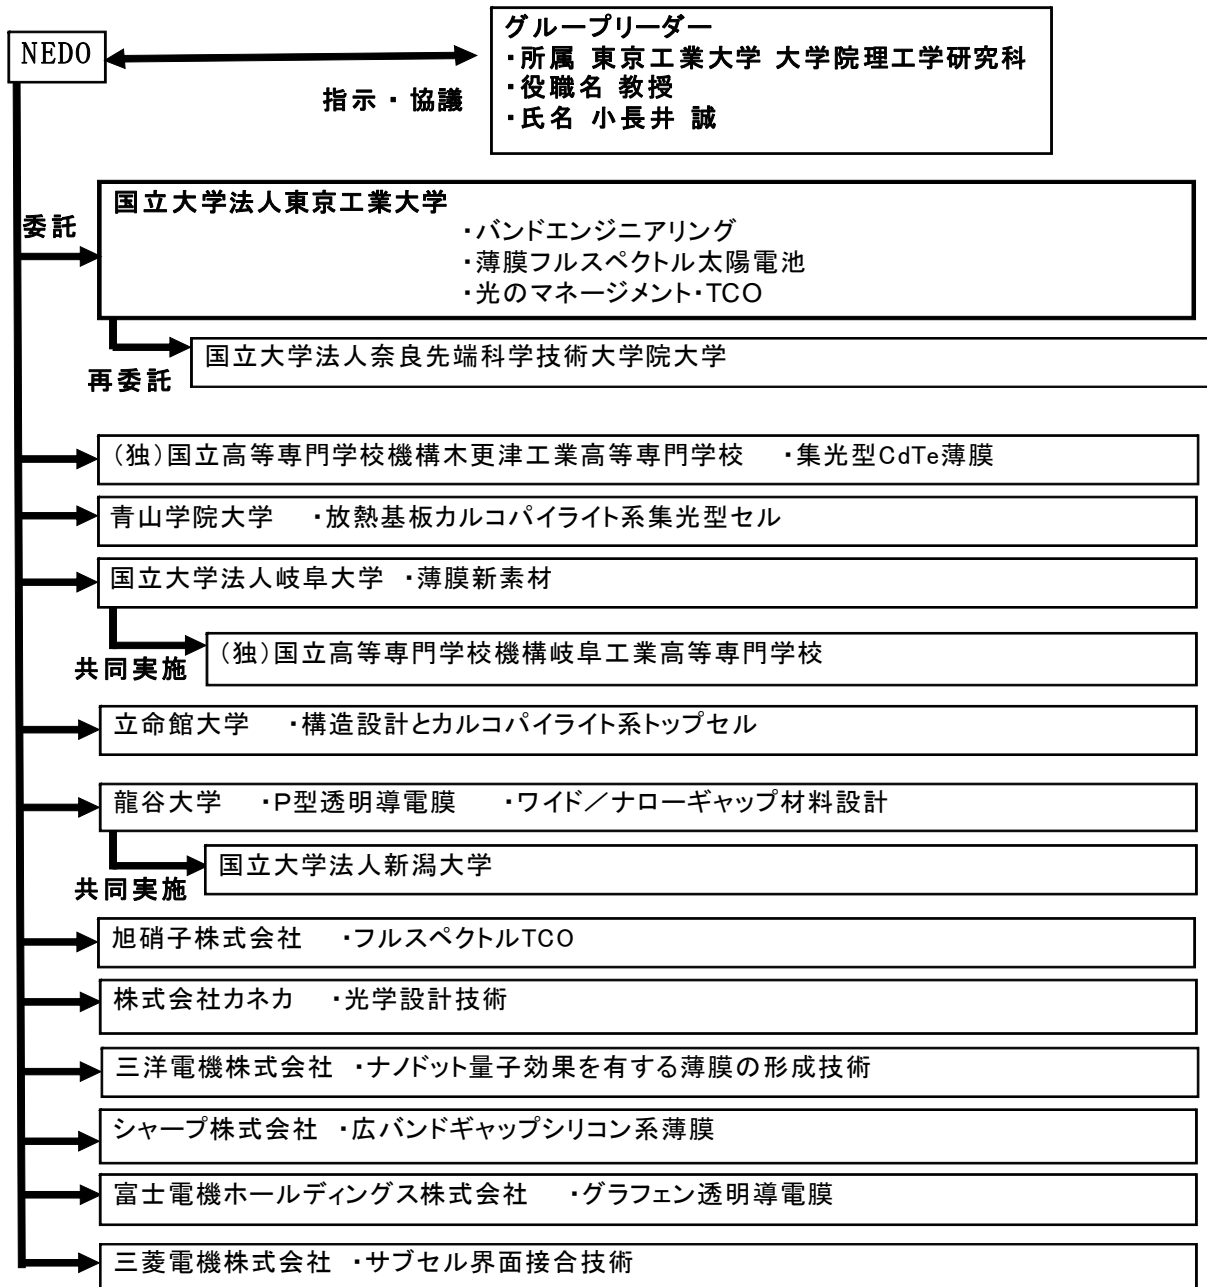 NEDO
指示・協議
グループリーダー
・所属 東京工業大学 大学院理工学研究科
・役職名 教授
・氏名 小長井 誠
委託
国立大学法人東京工業大学
・バンドエンジニアリング
・薄膜フルスペクトル太陽電池
・光のマネージメント・TCO
再委託
国立大学法人奈良先端科学技術大学院大学
(独)国立高等専門学校機構木更津工業高等専門学校 ・集光型CdTe薄膜
青山学院大学 ・放熱基板カルコパイライト系集光型セル
国立大学法人岐阜大学 ・薄膜新素材
共同実施
(独)国立高等専門学校機構岐阜工業高等専門学校
立命館大学 ・構造設計とカルコパイライト系トップセル
龍谷大学 ・P型透明導電膜 ・ワイド/ナローギャップ材料設計
共同実施
国立大学法人新潟大学
旭硝子株式会社 ・フルスペクトルTCO
株式会社カネカ ・光学設計技術
三洋電機株式会社 ・ナノドット量子効果を有する薄膜の形成技術
シャープ株式会社 ・広バンドギャップシリコン系薄膜
富士電機ホールディングス株式会社 ・グラフェン透明導電膜
三菱電機株式会社 ・サブセル界面接合技術